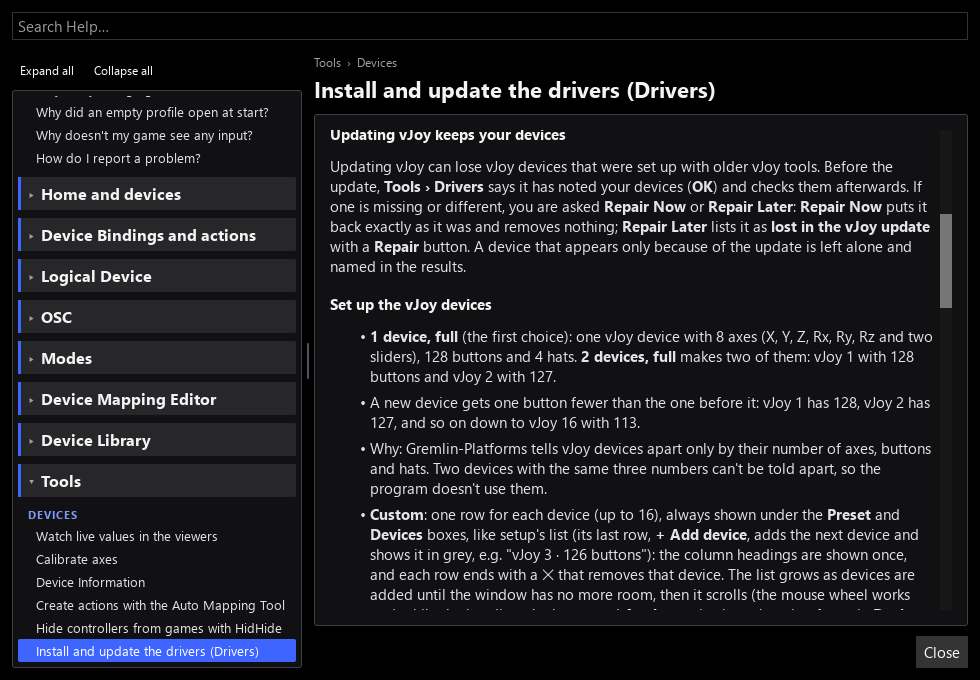 Search Help...
Expand all Collapse all
Why did an empty profile open at start?
Why doesn't my game see any input?
How do I report a problem?
Home and devices
Device Bindings and actions
Logical Device
OSC
Modes
Device Mapping Editor
Device Library
Tools
DEVICES
Watch live values in the viewers
Calibrate axes
Device Information
Create actions with the Auto Mapping Tool
Hide controllers from games with HidHide
Install and update the drivers (Drivers)
Tools › Devices
Install and update the drivers (Drivers)
Updating vJoy keeps your devices
Updating vJoy can lose vJoy devices that were set up with older vJoy tools. Before the
update, Tools › Drivers says it has noted your devices (OK) and checks them afterwards. If
one is missing or different, you are asked Repair Now or Repair Later: Repair Now puts it
back exactly as it was and removes nothing; Repair Later lists it as lost in the vJoy update
with a Repair button. A device that appears only because of the update is left alone and
named in the results.
Set up the vJoy devices
• 1 device, full (the first choice): one vJoy device with 8 axes (X, Y, Z, Rx, Ry, Rz and two
sliders), 128 buttons and 4 hats. 2 devices, full makes two of them: vJoy 1 with 128
buttons and vJoy 2 with 127.
• A new device gets one button fewer than the one before it: vJoy 1 has 128, vJoy 2 has
127, and so on down to vJoy 16 with 113.
• Why: Gremlin-Platforms tells vJoy devices apart only by their number of axes, buttons
and hats. Two devices with the same three numbers can't be told apart, so the
program doesn't use them.
• Custom: one row for each device (up to 16), always shown under the Preset and
Devices boxes, like setup's list (its last row, + Add device, adds the next device and
shows it in grey, e.g. "vJoy 3 · 126 buttons"): the column headings are shown once,
and each row ends with a ✕ that removes that device. The list grows as devices are
added until the window has no more room, then it scrolls (the mouse wheel works
Close